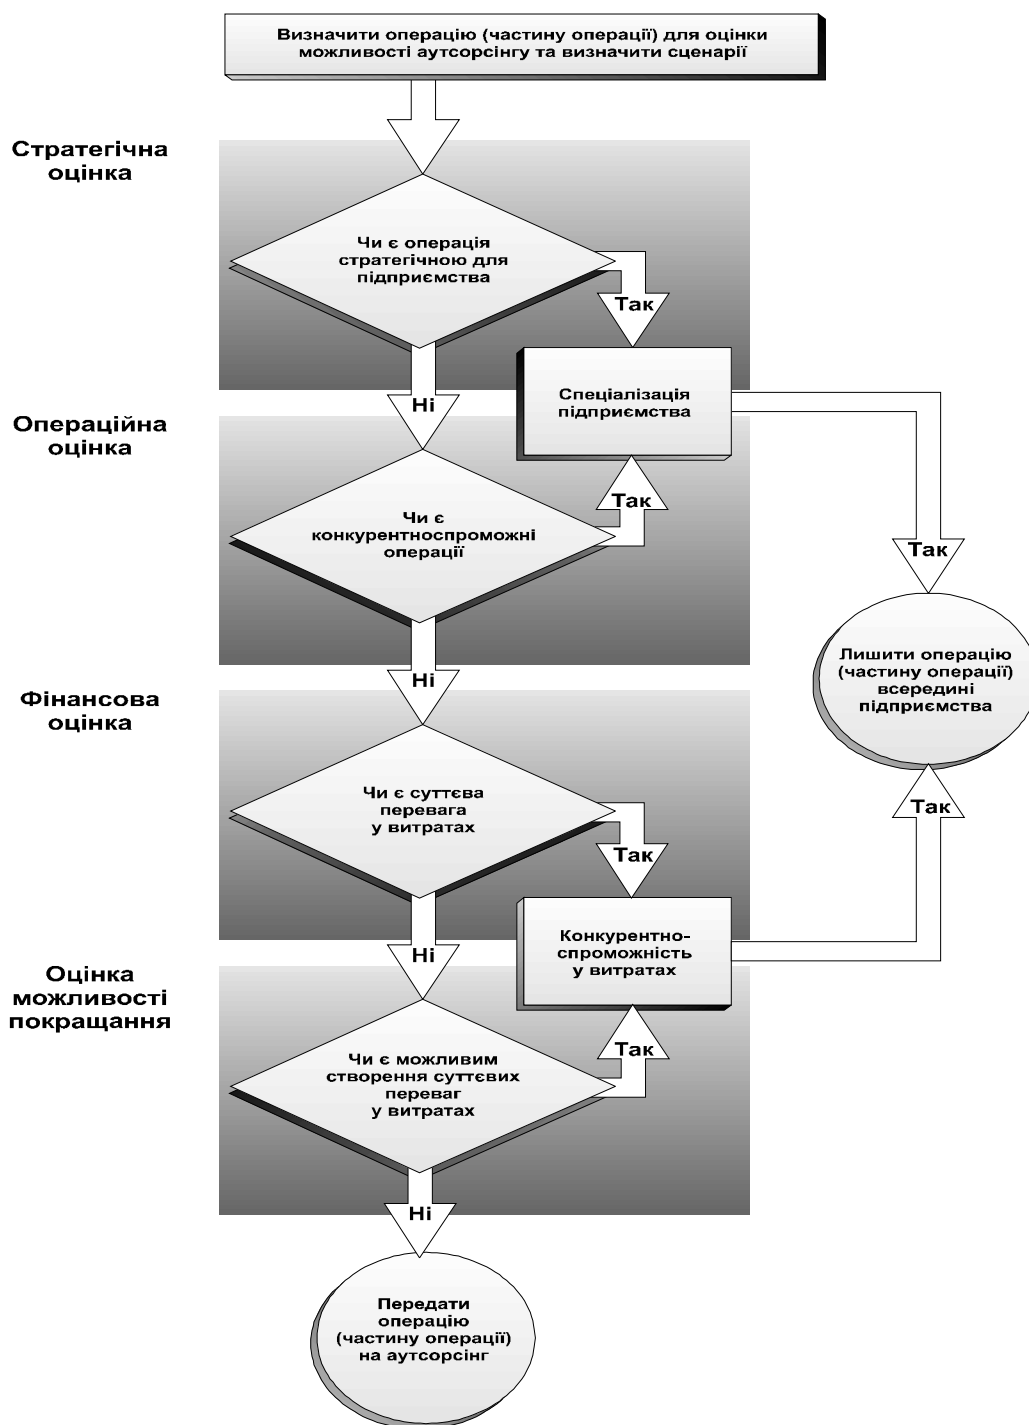 Визначити операцію (частину операції) для оцінки
можливості аутсорсінгу та визначити сценарії
Стратегічна
оцінка
Чи є операція
стратегічною для
підприємства
Так
Спеціалізація
підприємства
Ні
Операційна
оцінка
Чи є
конкурентноспроможні
операції
Так
Так
Лишити операцію
(частину операції)
всередині
підприємства
Ні
Фінансова
оцінка
Чи є суттєва
перевага
у витратах
Так
Так
Конкурентно-
спроможність
у витратах
Ні
Оцінка
можливості
покращання
Чи є можливим
створення суттєвих
переваг
у витратах
Так
Ні
Передати
операцію
(частину операції)
на аутсорсінг